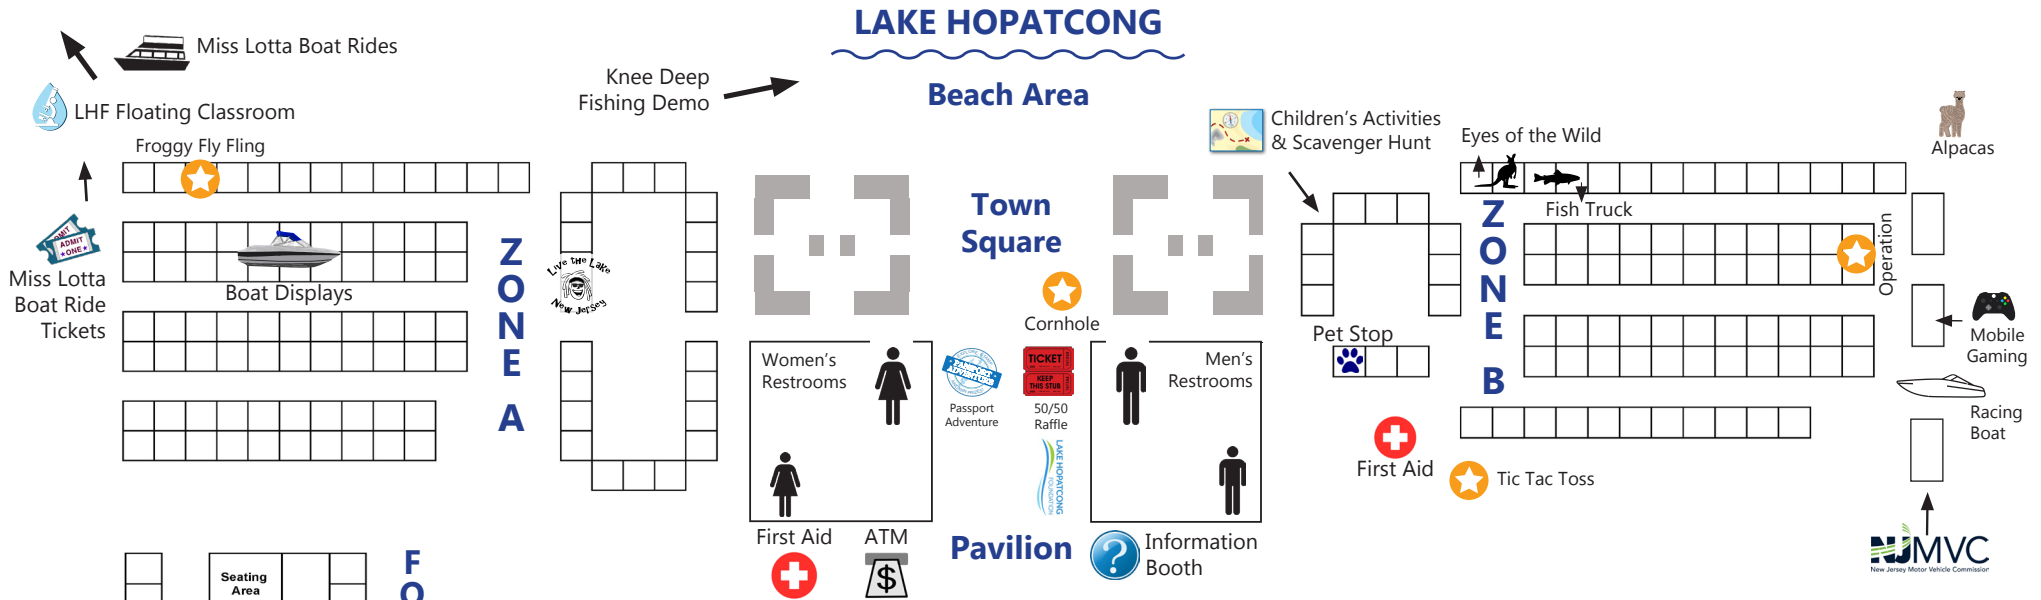 LAKE HOPATCONG
Beach Area
Miss Lotta Boat Rides
LHF Floating Classroom
Froggy Fly Fling
Knee Deep
Fishing Demo
Children's Activities
& Scavenger Hunt
Eyes of the Wild
Alpacas
Fish Truck
ADMIT
ADMIT
ONE
Miss Lotta
Boat Ride
Tickets
Boat Displays
ZONE A
Live the Lake
New Jersey
Town
Square
Cornhole
ZONE B
Operation
Mobile
Gaming
Racing
Boat
Pet Stop
Women's
Restrooms
PASSPORT
ADVENTURE
Passport
Adventure
TICKET
KEEP
THIS STUB
50/50
Raffle
LAKE HOPATCONG
FOUNDATION
Men's
Restrooms
First Aid
Tic Tac Toss
First Aid
ATM
$
Pavilion
?
Information
Booth
NJMVC
New Jersey Motor Vehicle Commission
Seating
Area
F
O